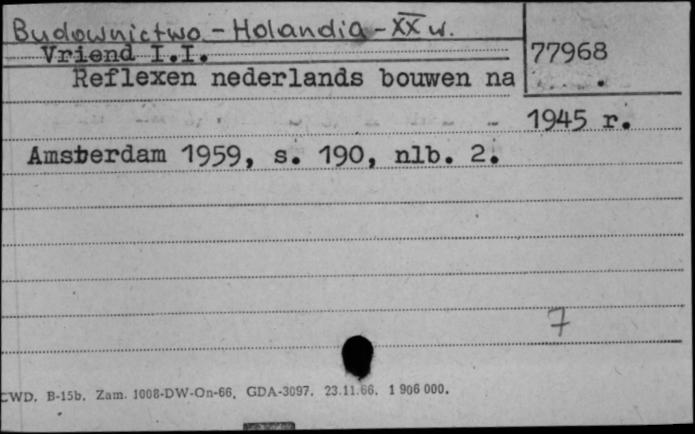 Budownictwo - Holandia - XX w.
Vriend I.I.
77968
Reflexen nederlands bouwen na
1945 r.
Amsterdam 1959, s. 190, nlb. 2.
7
CWD. B-15b. Zam. 1008-DW-On-66. GDA-3097. 23.11.66. 1 906 000.